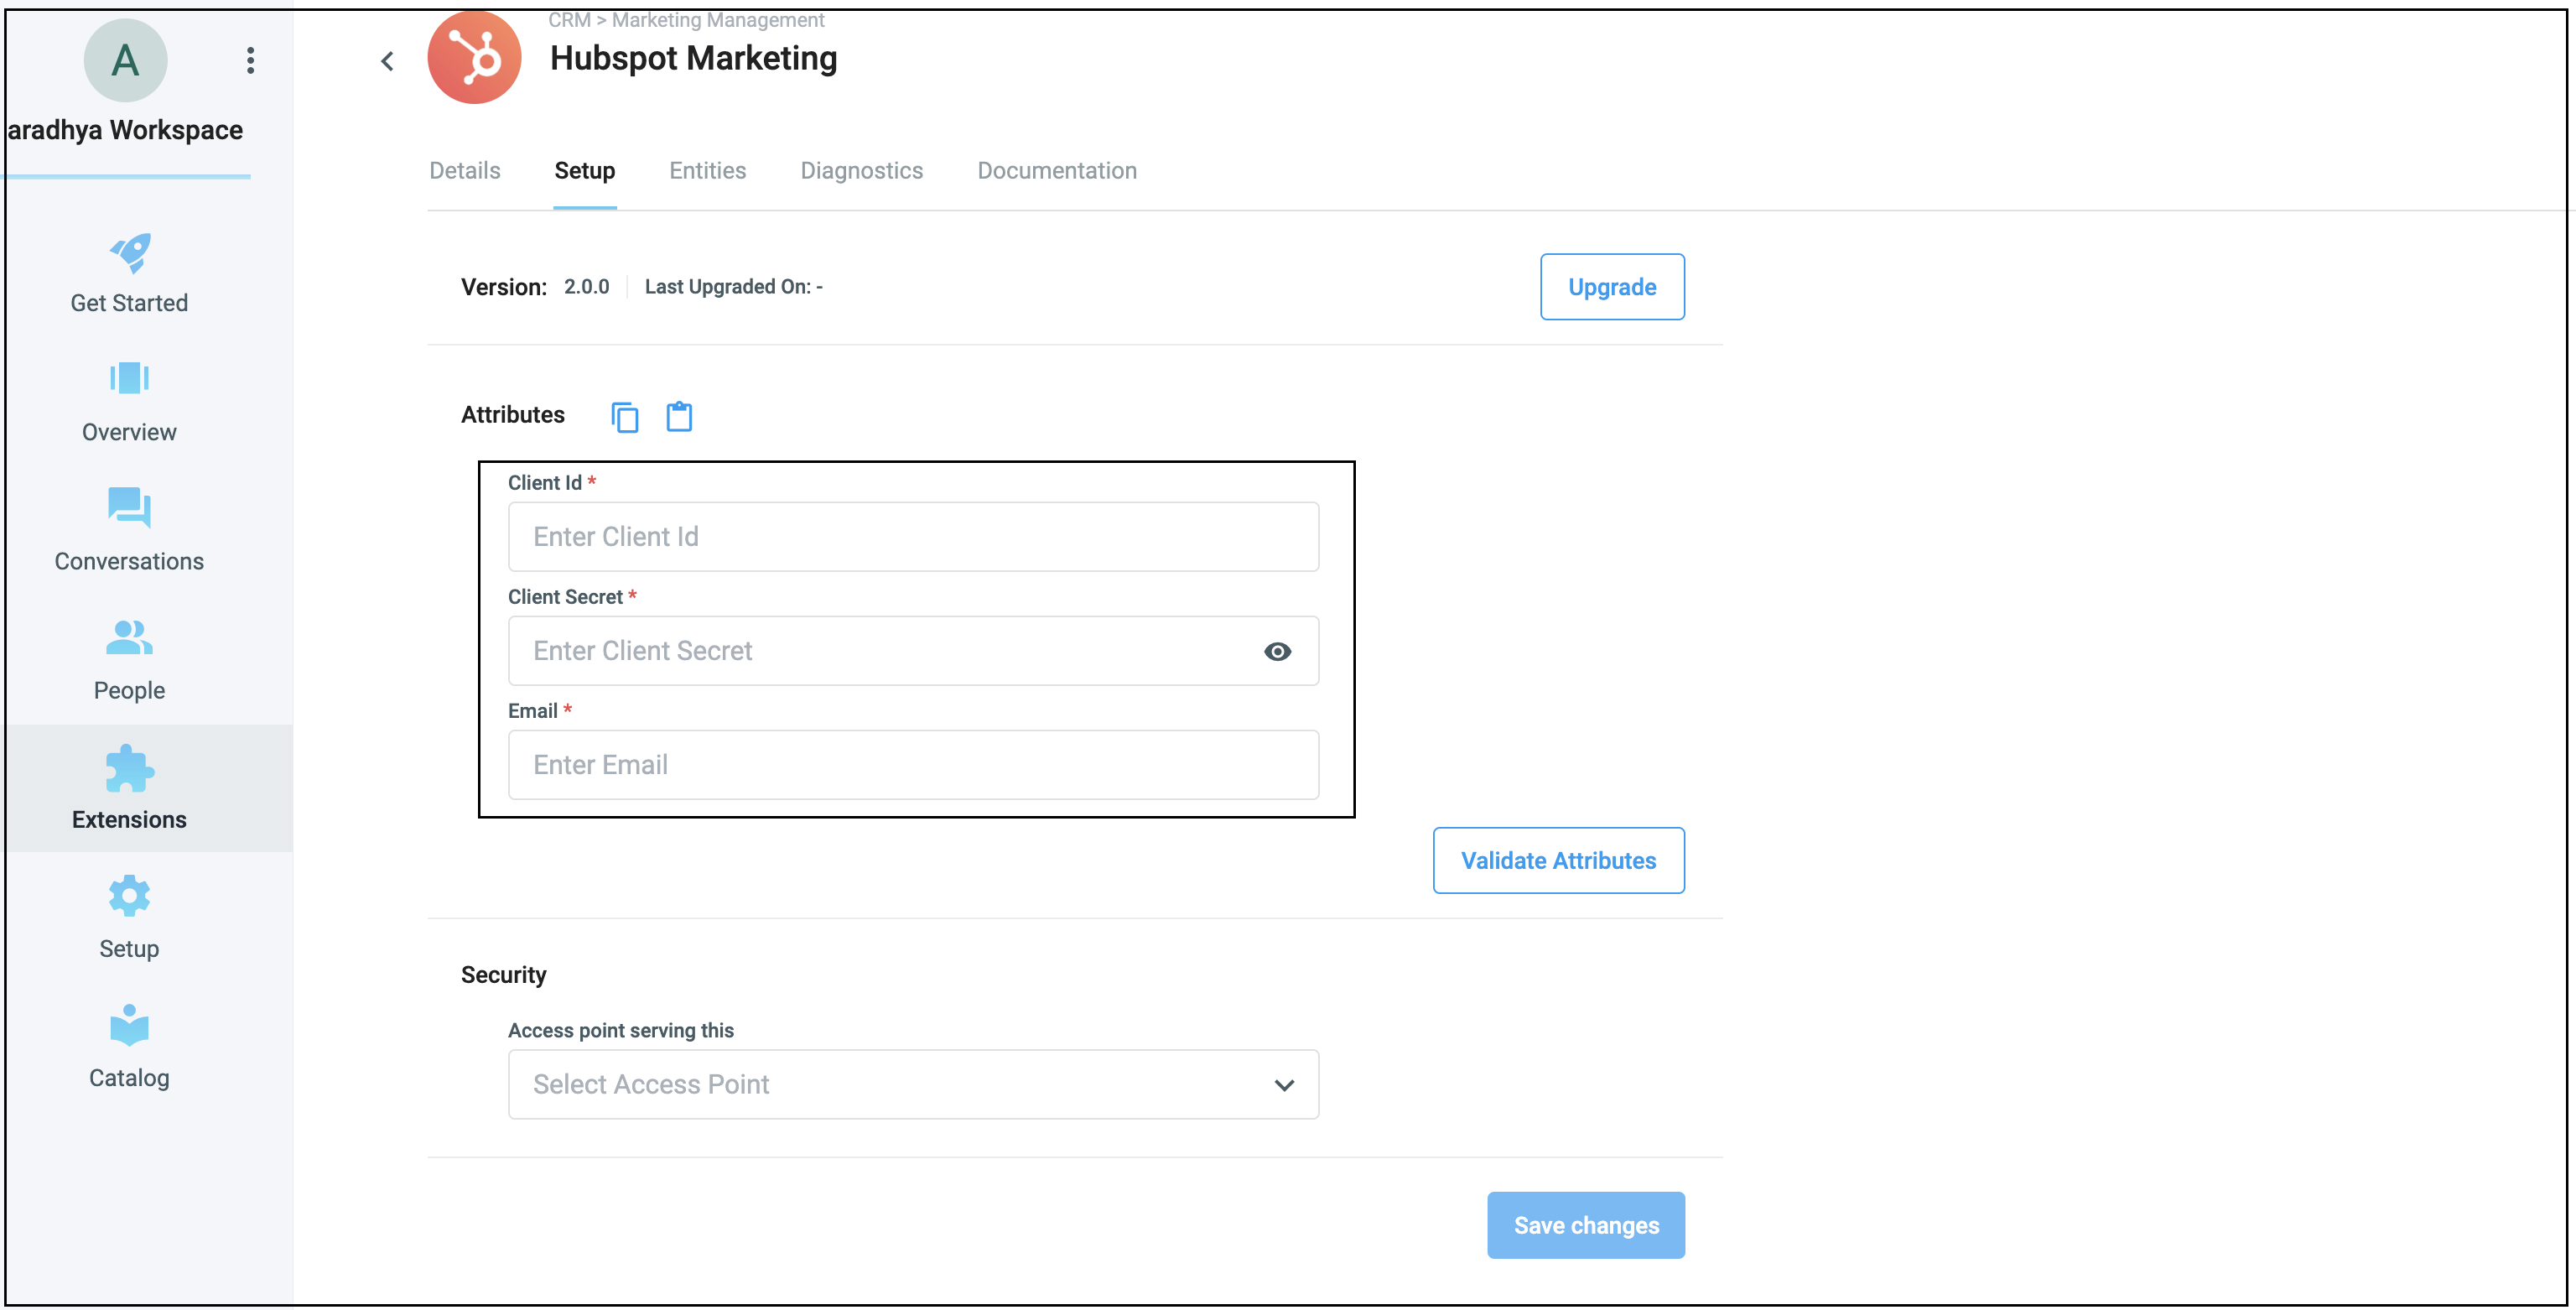 A
aradhya Workspace
Get Started
Overview
Conversations
People
Extensions
Setup
Catalog
CRM > Marketing Management
Hubspot Marketing
Details Setup Entities Diagnostics Documentation
Version: 2.0.0 Last Upgraded On: - Upgrade
Attributes
Client Id *
Enter Client Id
Client Secret *
Enter Client Secret
Email *
Enter Email
Validate Attributes
Security
Access point serving this
Select Access Point
Save changes